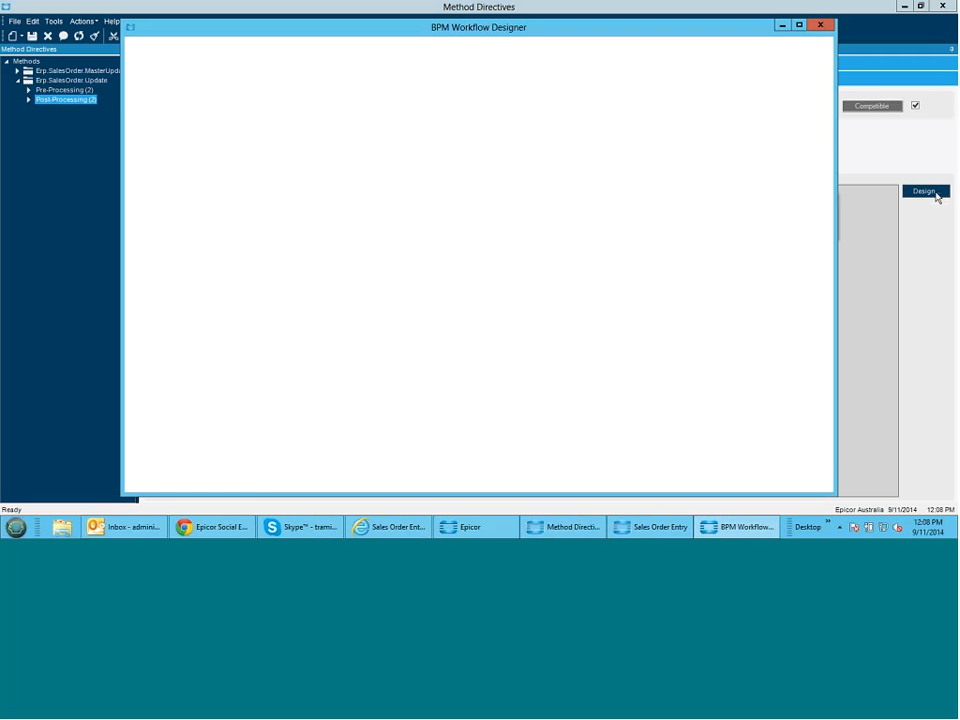 Method Directives
BPM Workflow Designer
File Edit Tools Actions Help
Method Directives
Methods
Erp.SalesOrder.MasterUpda
Erp.SalesOrder.Update
Pre-Processing (2)
Post-Processing (2)
Compatible
Design...
Ready
Epicor Australia 9/11/2014 12:08 PM
Inbox - admini...
Epicor Social E...
Skype™ - trami...
Sales Order Ent...
Epicor
Method Directi...
Sales Order Entry
BPM Workflow...
Desktop
12:08 PM
9/11/2014